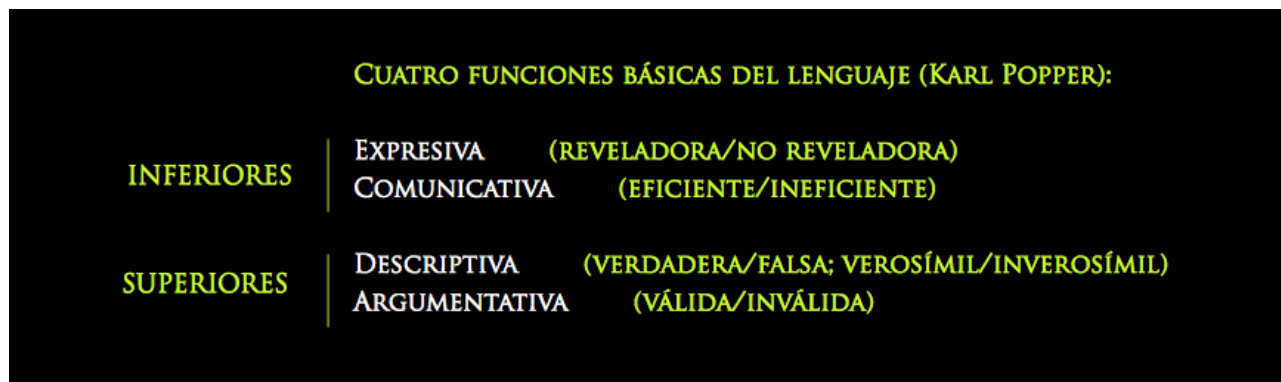 Cuatro funciones básicas del lenguaje (Karl Popper):
INFERIORES
Expresiva (reveladora/no reveladora)
Comunicativa (eficiente/ineficiente)
SUPERIORES
Descriptiva (verdadera/falsa; verosímil/inverosímil)
Argumentativa (válida/inválida)